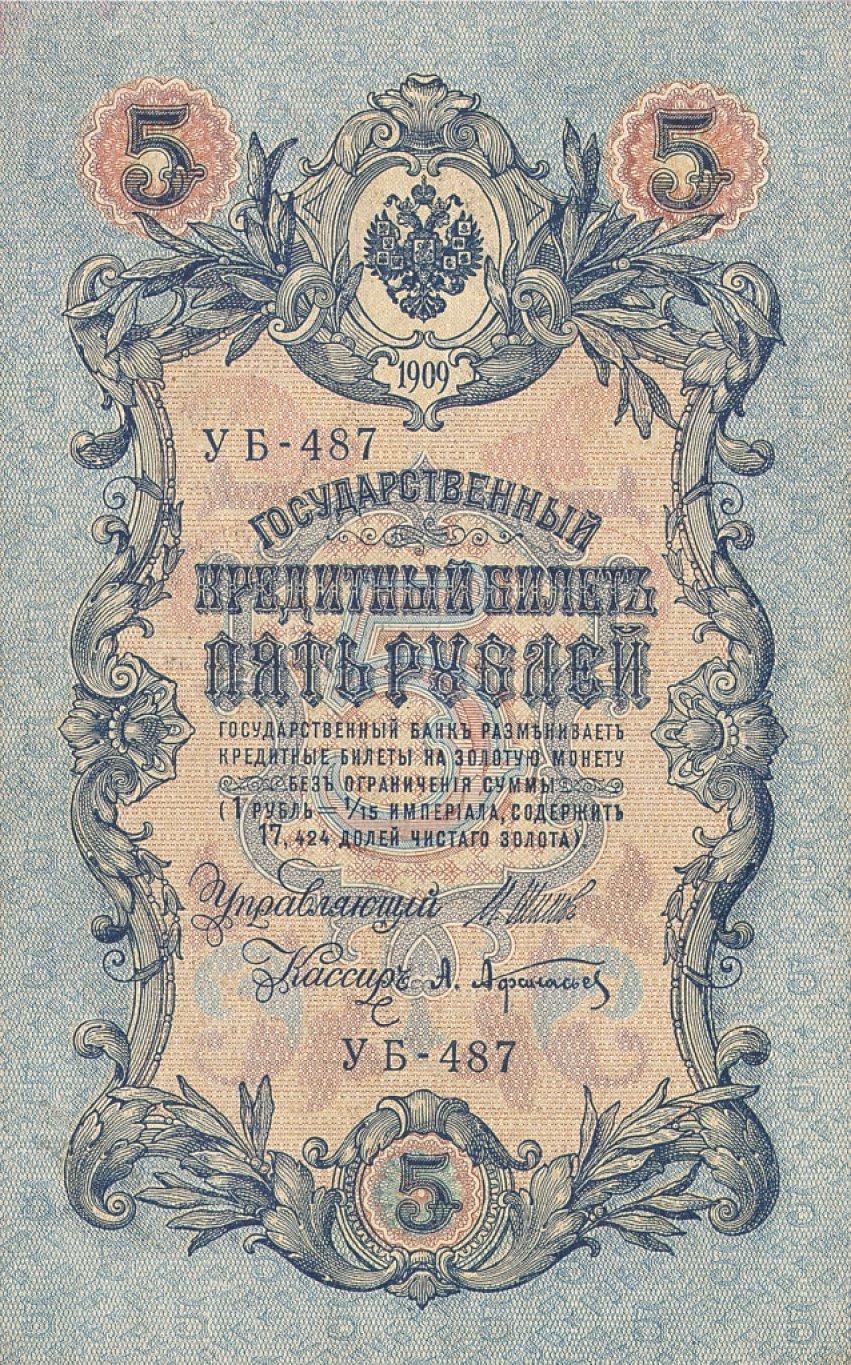 5 5
1909
УБ-487
ГОСУДАРСТВЕННЫЙ
КРЕДИТНЫЙ БИЛЕТЪ
ПЯТЬ РУБЛЕЙ
ГОСУДАРСТВЕННЫЙ БАНКЪ РАЗМѢНИВАЕТЪ
КРЕДИТНЫЕ БИЛЕТЫ НА ЗОЛОТУЮ МОНЕТУ
БЕЗЪ ОГРАНИЧЕНІЯ СУММЫ
(1 РУБЛЬ = 1/15 ИМПЕРІАЛА, СОДЕРЖИТЪ
17,424 ДОЛЕЙ ЧИСТАГО ЗОЛОТА)
Управляющій
Кассиръ А. Афанасьев
УБ-487
5